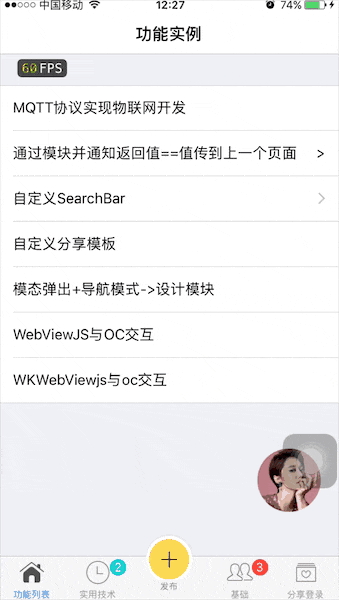 中国移动
12:27
74%
功能实例
60 FPS
MQTT协议实现物联网开发
通过模块并通知返回值==值传到上一个页面 >
自定义SearchBar
自定义分享模板
模态弹出+导航模式->设计模块
WebViewJS与OC交互
WKWebViewjs与oc交互
2
3
功能列表
实用技术
发布
基础
分享登录